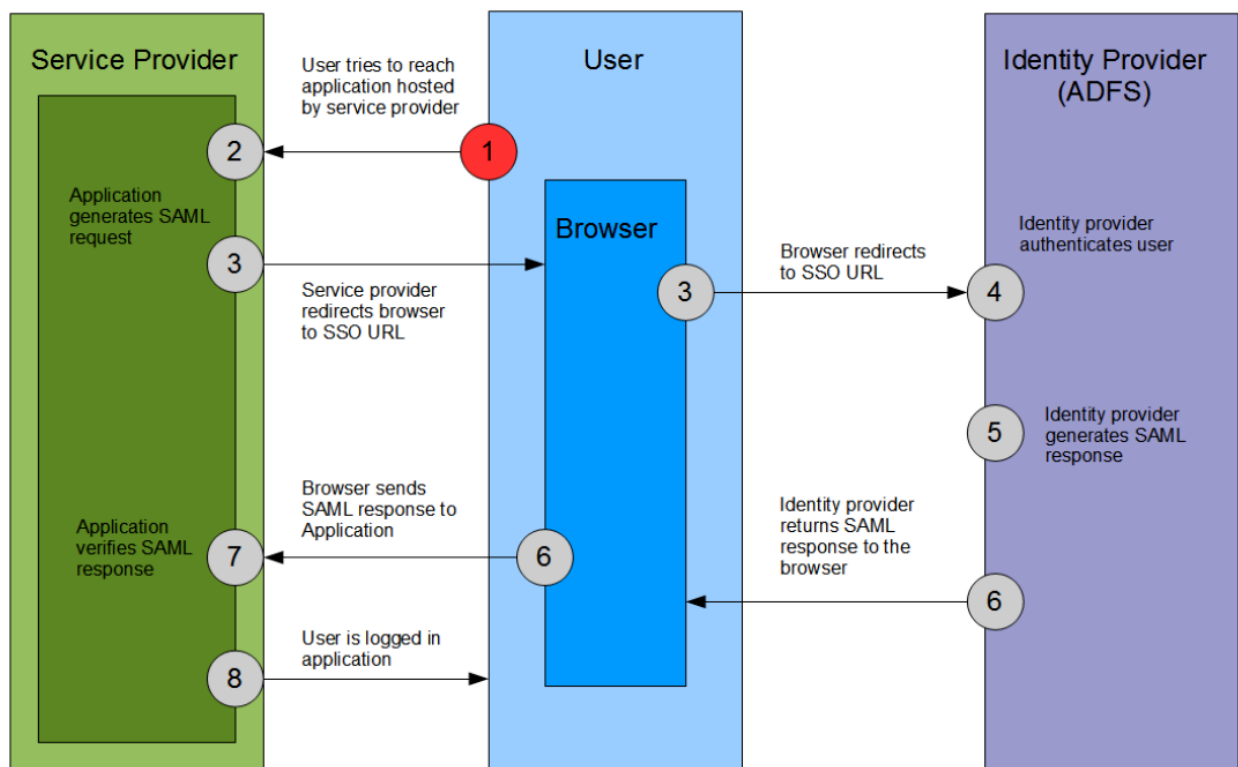 Service Provider
User
Identity Provider
(ADFS)
User tries to reach
application hosted
by service provider
2
1
Application
generates SAML
request
Browser
Identity provider
authenticates user
3
Browser redirects
to SSO URL
3
4
Service provider
redirects browser
to SSO URL
5
Identity provider
generates SAML
response
Browser sends
SAML response to
Application
Identity provider
returns SAML
response to the
browser
Application
verifies SAML
response
7
6
6
User is logged in
application
8